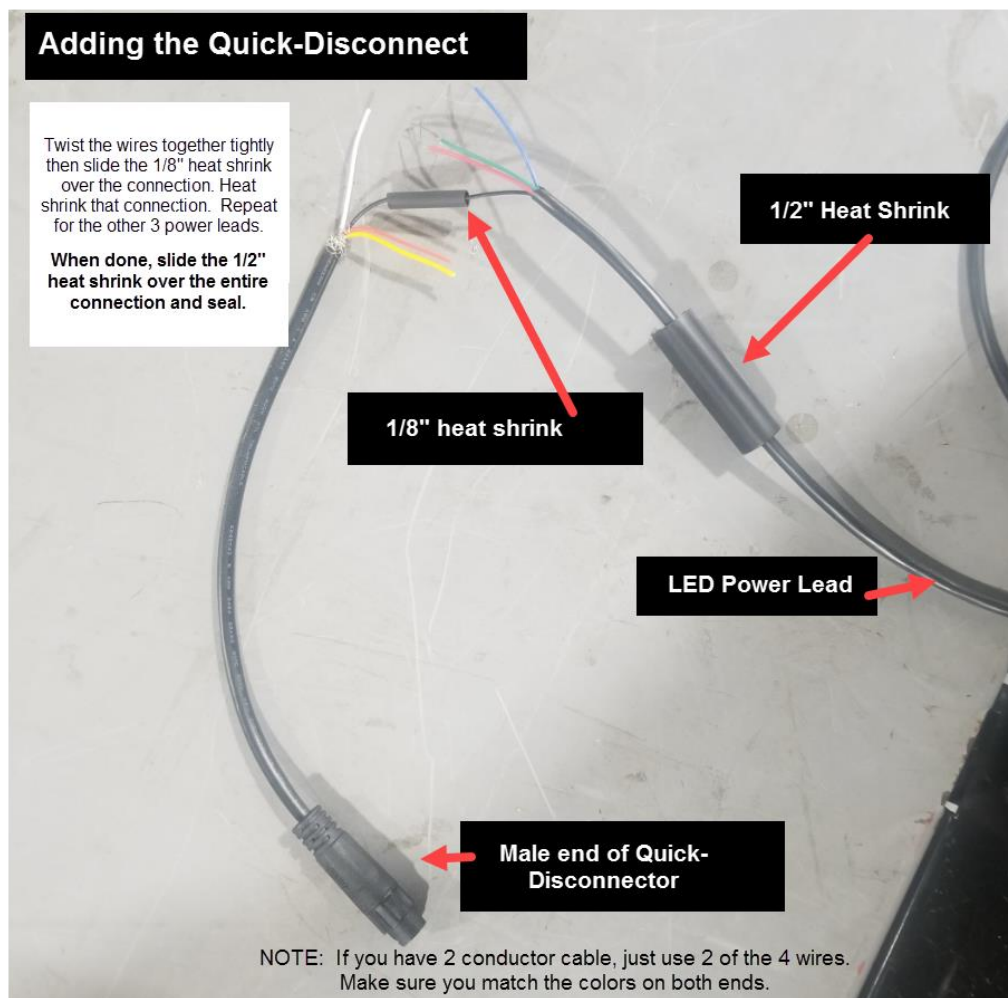 Adding the Quick-Disconnect
Twist the wires together tightly
then slide the 1/8" heat shrink
over the connection. Heat
shrink that connection.  Repeat
for the other 3 power leads.
When done, slide the 1/2"
heat shrink over the entire
connection and seal.
1/2" Heat Shrink
1/8" heat shrink
LED Power Lead
Male end of Quick-
Disconnector
NOTE:  If you have 2 conductor cable, just use 2 of the 4 wires.
Make sure you match the colors on both ends.